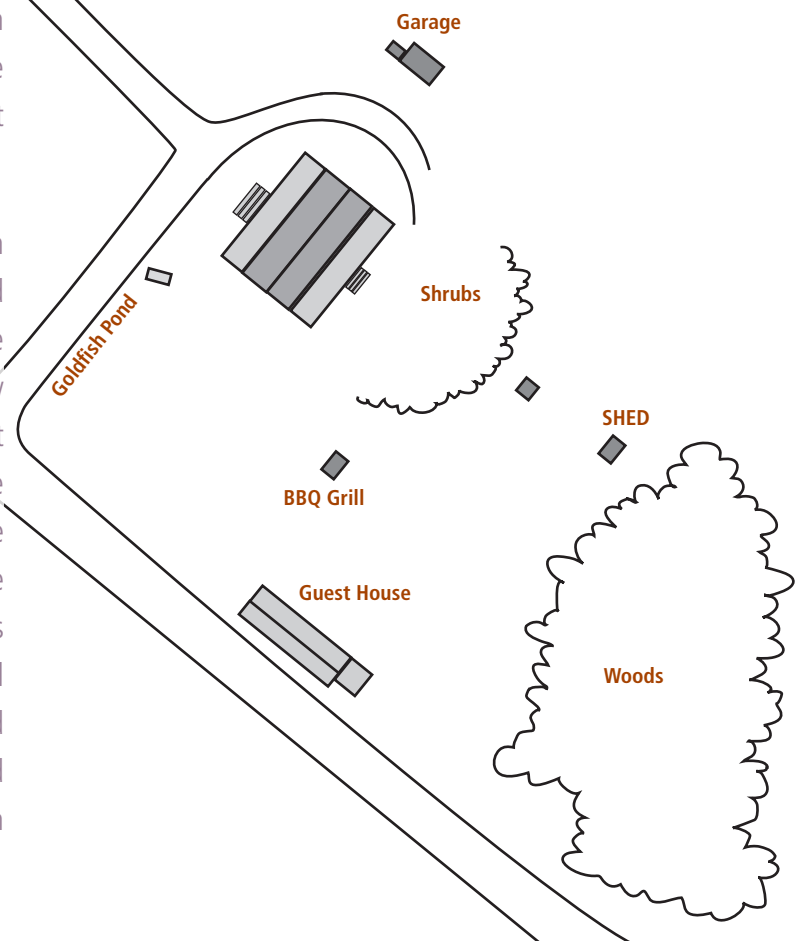 Garage
Shrubs
Goldfish Pond
SHED
BBQ Grill
Guest House
Woods